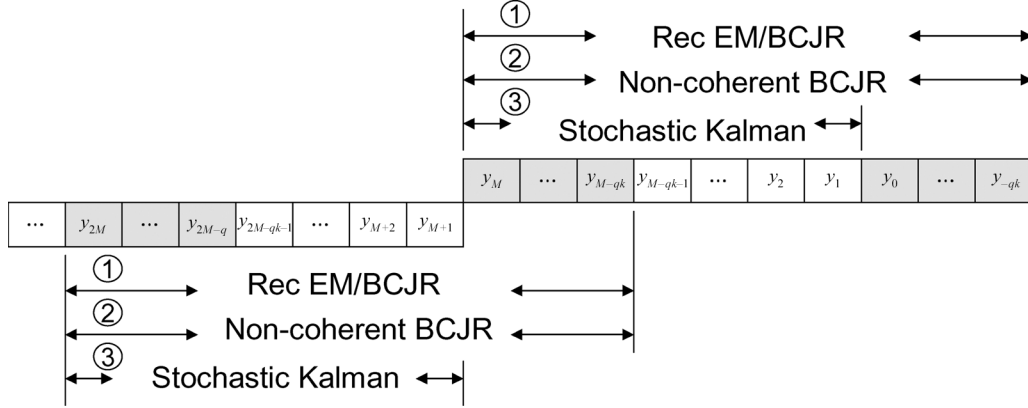 ①
Rec EM/BCJR
②
Non-coherent BCJR
③
Stochastic Kalman
y_M ... y_{M-qk} y_{M-qk-1} ... y_2 y_1 y_0 ... y_{-qk}
... y_{2M} ... y_{2M-q} y_{2M-qk-1} ... y_{M+2} y_{M+1}
①
Rec EM/BCJR
②
Non-coherent BCJR
③
Stochastic Kalman